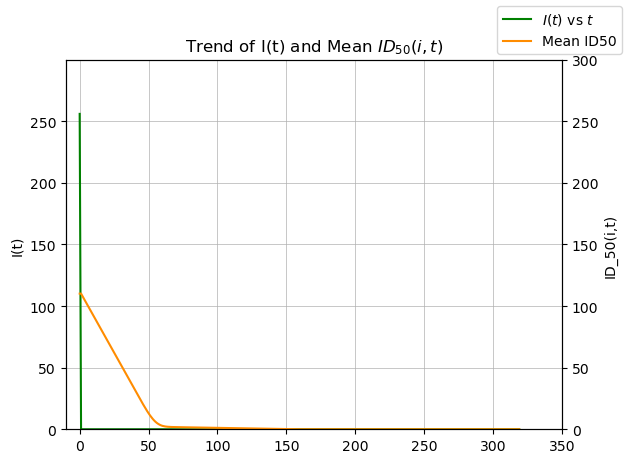 I(t) vs t
Mean ID50
Trend of I(t) and Mean ID₅₀(i, t)
300
250 250
200 200
150 150
100 100
50 50
0 0
I(t)
ID_50(i,t)
0 50 100 150 200 250 300 350